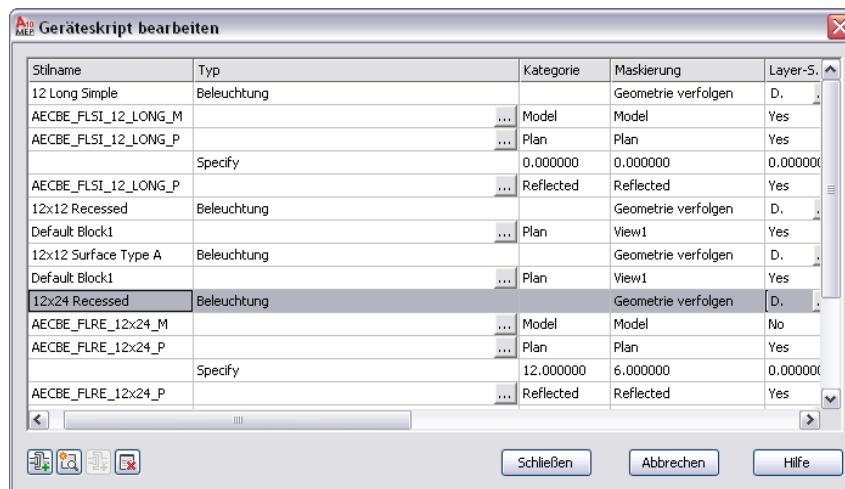 A10 MEP Geräteskript bearbeiten
Stilname Typ Kategorie Maskierung Layer-S.
12 Long Simple Beleuchtung Geometrie verfolgen D.
AECBE_FLSI_12_LONG_M ... Model Model Yes
AECBE_FLSI_12_LONG_P ... Plan Plan Yes
Specify 0.000000 0.000000 0.000000
AECBE_FLSI_12_LONG_P ... Reflected Reflected Yes
12x12 Recessed Beleuchtung Geometrie verfolgen D.
Default Block1 ... Plan View1 Yes
12x12 Surface Type A Beleuchtung Geometrie verfolgen D.
Default Block1 ... Plan View1 Yes
12x24 Recessed Beleuchtung Geometrie verfolgen D.
AECBE_FLRE_12x24_M ... Model Model No
AECBE_FLRE_12x24_P ... Plan Plan Yes
Specify 12.000000 6.000000 0.000000
AECBE_FLRE_12x24_P ... Reflected Reflected Yes
Schließen Abbrechen Hilfe